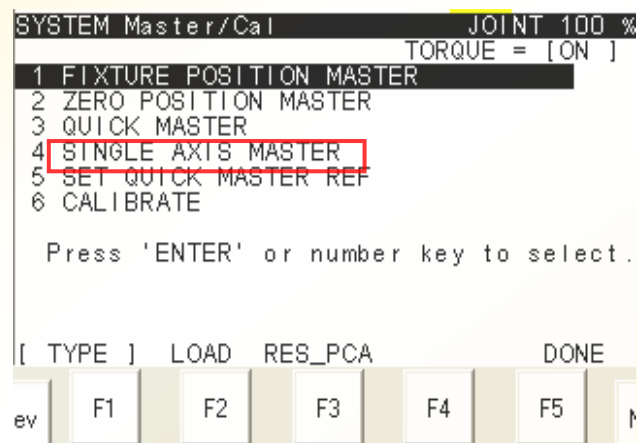 SYSTEM Master/Cal JOINT 100 %
TORQUE = [ON ]
1 FIXTURE POSITION MASTER
2 ZERO POSITION MASTER
3 QUICK MASTER
4 SINGLE AXIS MASTER
5 SET QUICK MASTER REF
6 CALIBRATE
Press 'ENTER' or number key to select.
[ TYPE ] LOAD RES_PCA DONE
ev F1 F2 F3 F4 F5